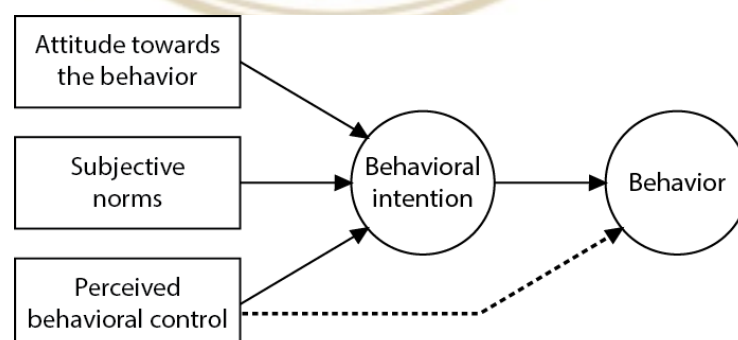 Attitude towards
the behavior
Subjective
norms
Perceived
behavioral control
Behavioral
intention
Behavior